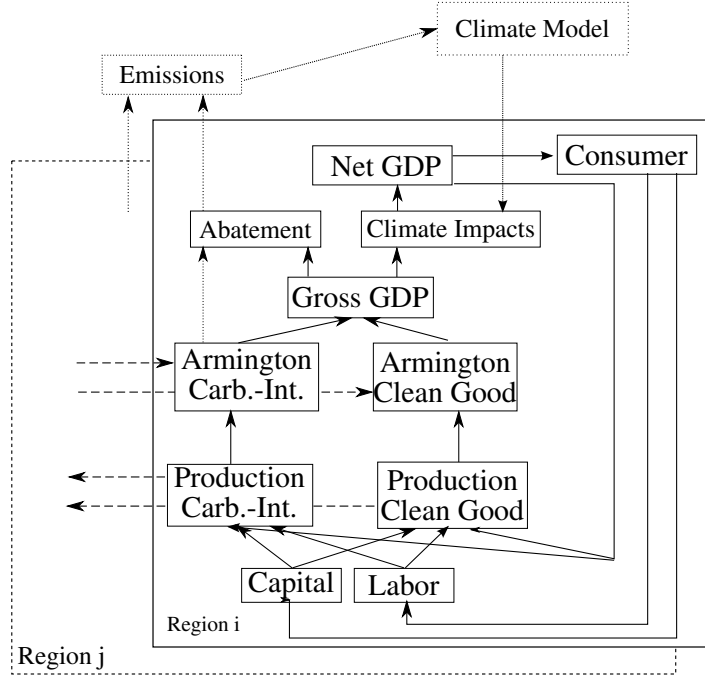 Climate Model
Emissions
Net GDP
Consumer
Abatement
Climate Impacts
Gross GDP
Armington
Carb.-Int.
Armington
Clean Good
Production
Carb.-Int.
Production
Clean Good
Capital
Labor
Region i
Region j